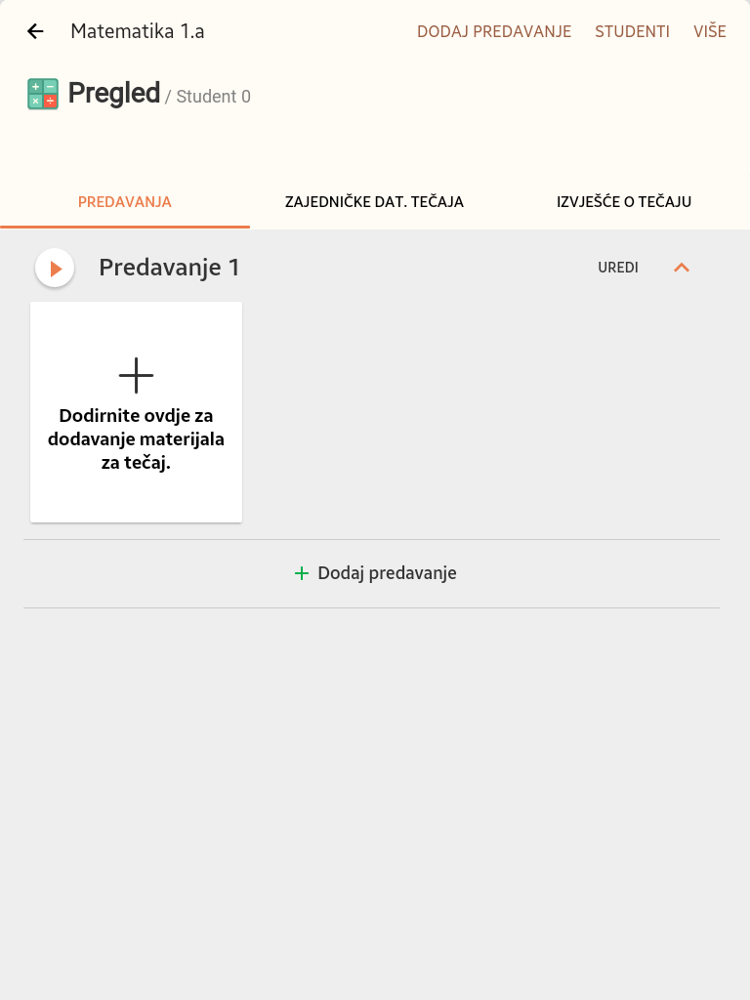 Matematika 1.a
DODAJ PREDAVANJE
STUDENTI
VIŠE
Pregled / Student 0
PREDAVANJA
ZAJEDNIČKE DAT. TEČAJA
IZVJEŠĆE O TEČAJU
Predavanje 1
UREDI
Dodirnite ovdje za
dodavanje materijala
za tečaj.
Dodaj predavanje